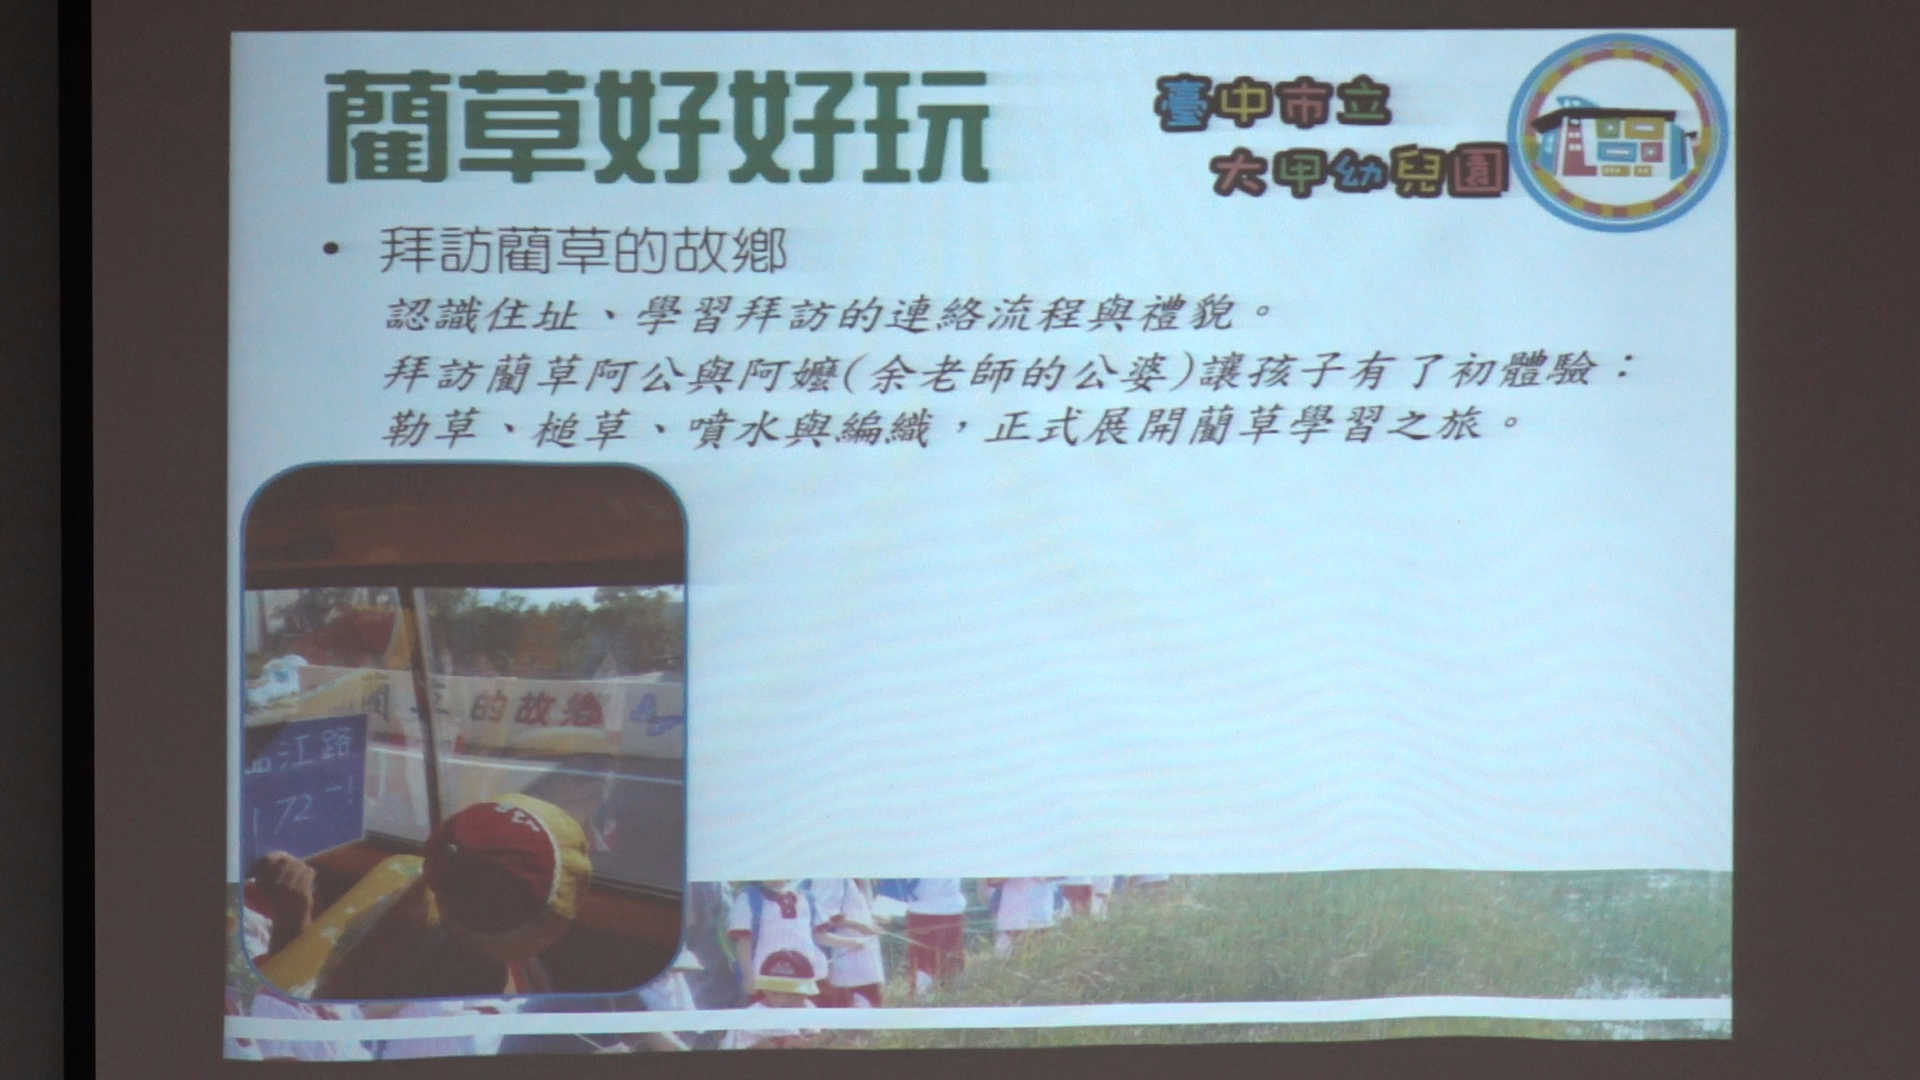 藺草好好玩
臺中市立
大甲幼兒園
• 拜訪藺草的故鄉
認識住址、學習拜訪的連絡流程與禮貌。
拜訪藺草阿公與阿嬤(余老師的公婆)讓孩子有了初體驗：
勒草、槌草、噴水與編織，正式展開藺草學習之旅。
藺草的故鄉
江路
172-1